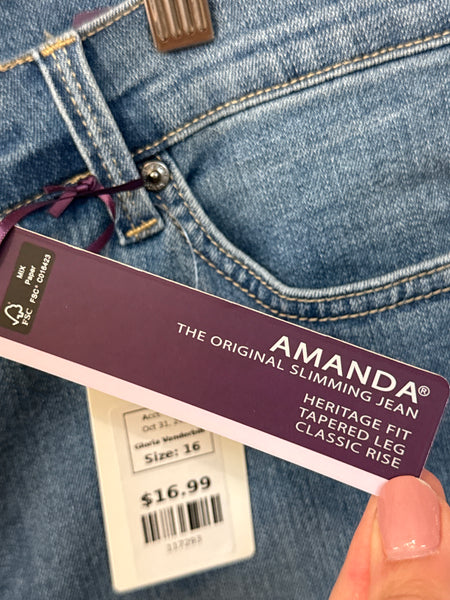 MIX
Paper
FSC® C016423
FSC
AMANDA®
THE ORIGINAL SLIMMING JEAN
HERITAGE FIT
TAPERED LEG
CLASSIC RISE
Oct 31,
Gloria Vanderbilt
Size: 16
$16.99
117293